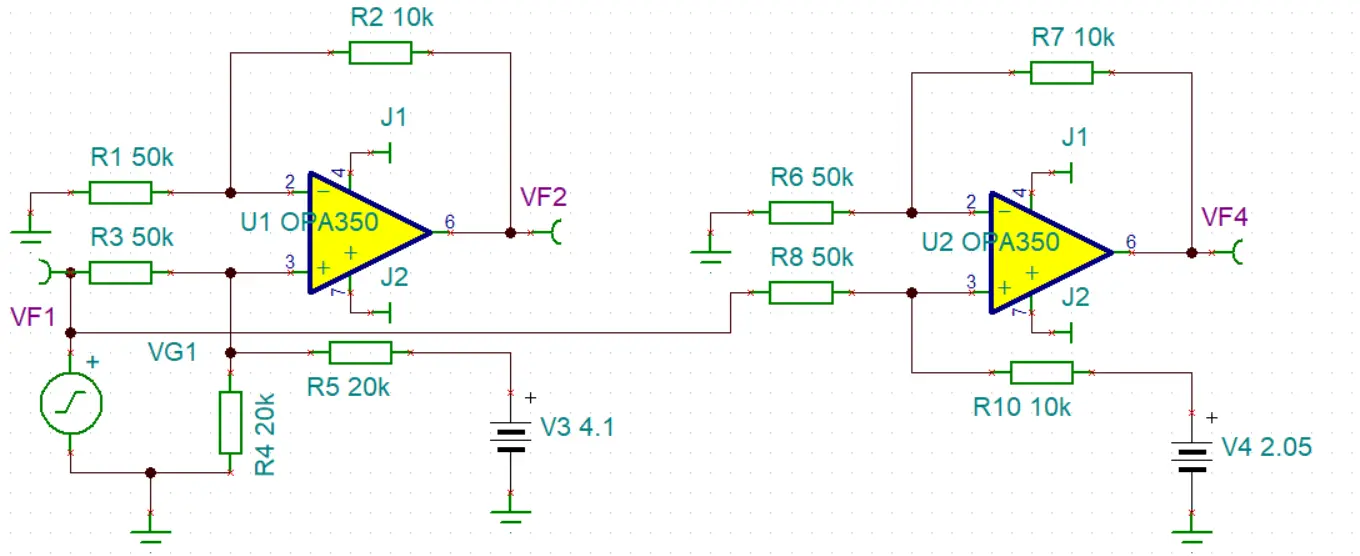 R2 10k
R7 10k
J1
J1
R1 50k
2
4
R6 50k
2
4
VF2
VF4
U1 OPA350
6
U2 OPA350
6
R3 50k
R8 50k
3
7
J2
3
7
J2
VF1
VG1
R5 20k
R10 10k
R4 20k
V3 4.1
V4 2.05